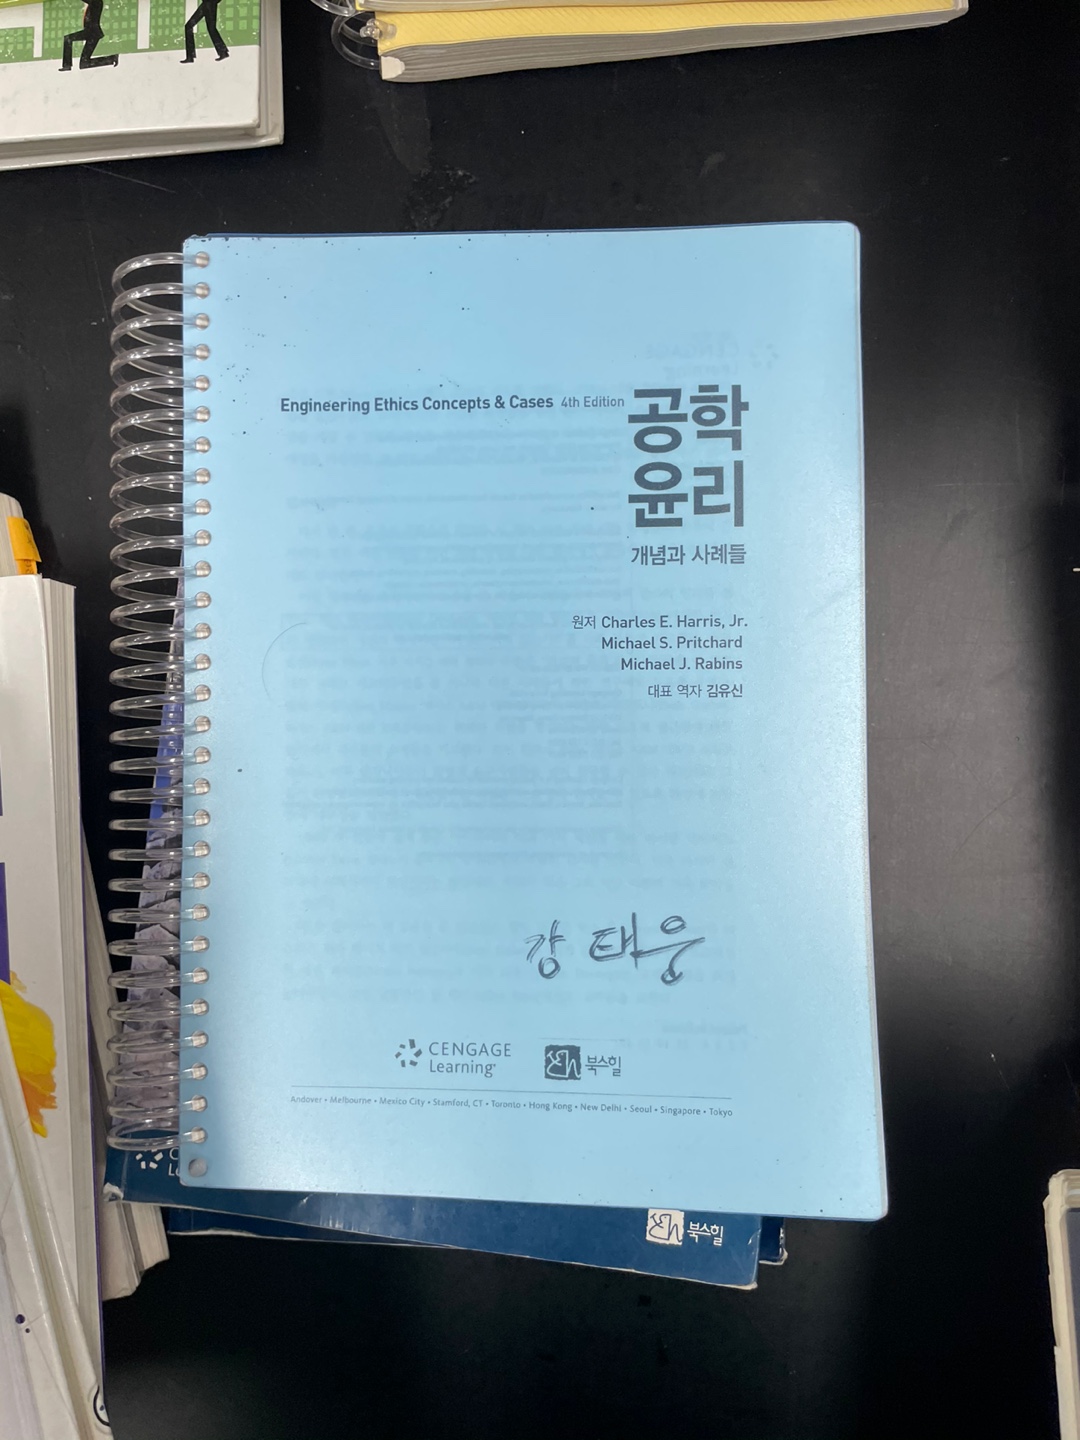 Engineering Ethics Concepts & Cases 4th Edition
공학
윤리
개념과 사례들
원저 Charles E. Harris, Jr.
Michael S. Pritchard
Michael J. Rabins
대표 역자 김유신
강 태웅
CENGAGE
Learning
북스힐
Andover • Melbourne • Mexico City • Stamford, CT • Toronto • Hong Kong • New Delhi • Seoul • Singapore • Tokyo
북스힐